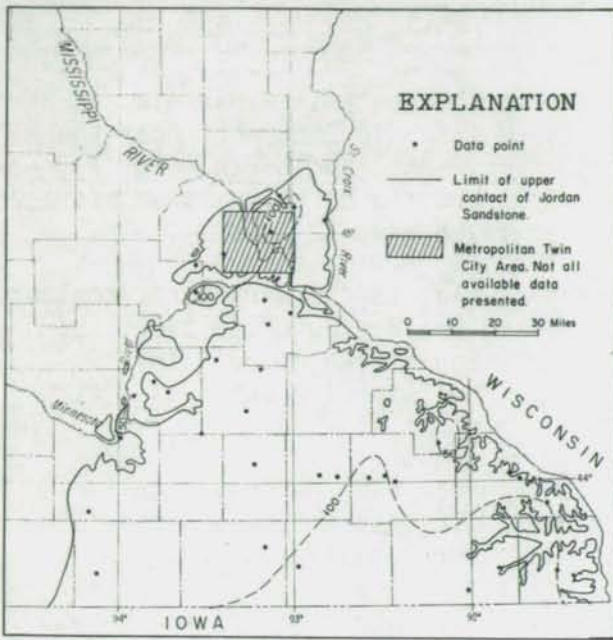 MISSISSIPPI
RIVER
St Croix
River
EXPLANATION
Data point
Limit of upper
contact of Jordan
Sandstone.
Metropolitan Twin
City Area. Not all
available data
presented.
0 10 20 30 Miles
100
100
River
Minnesota
WISCONSIN
44°
100
94°
93°
92°
IOWA